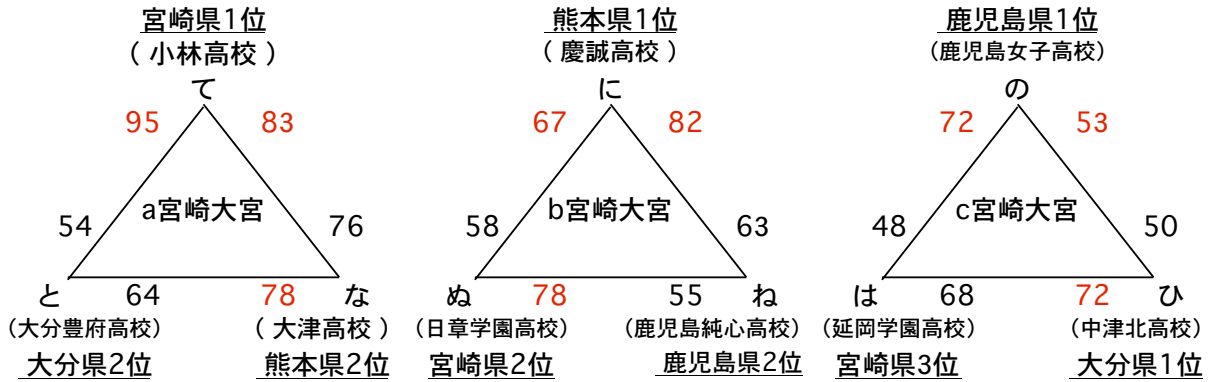 宮崎県1位
( 小林高校 )
て
95 83
a宮崎大宮
54 76
と 64 78 な
(大分豊府高校) ( 大津高校 )
大分県2位 熊本県2位
熊本県1位
( 慶誠高校 )
に
67 82
b宮崎大宮
58 63
ぬ 78 55 ね
(日章学園高校) (鹿児島純心高校)
宮崎県2位 鹿児島県2位
鹿児島県1位
(鹿児島女子高校)
の
72 53
c宮崎大宮
48 50
は 68 72 ひ
(延岡学園高校) (中津北高校)
宮崎県3位 大分県1位